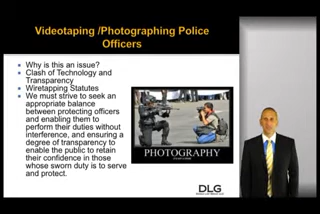 Videotaping /Photographing Police
Officers
• Why is this an issue?
• Clash of Technology and
Transparency
• Wiretapping Statutes
• We must strive to seek an
appropriate balance
between protecting officers
and enabling them to
perform their duties without
interference, and ensuring a
degree of transparency to
enable the public to retain
their confidence in those
whose sworn duty is to serve
and protect.
PHOTOGRAPHY
DLG